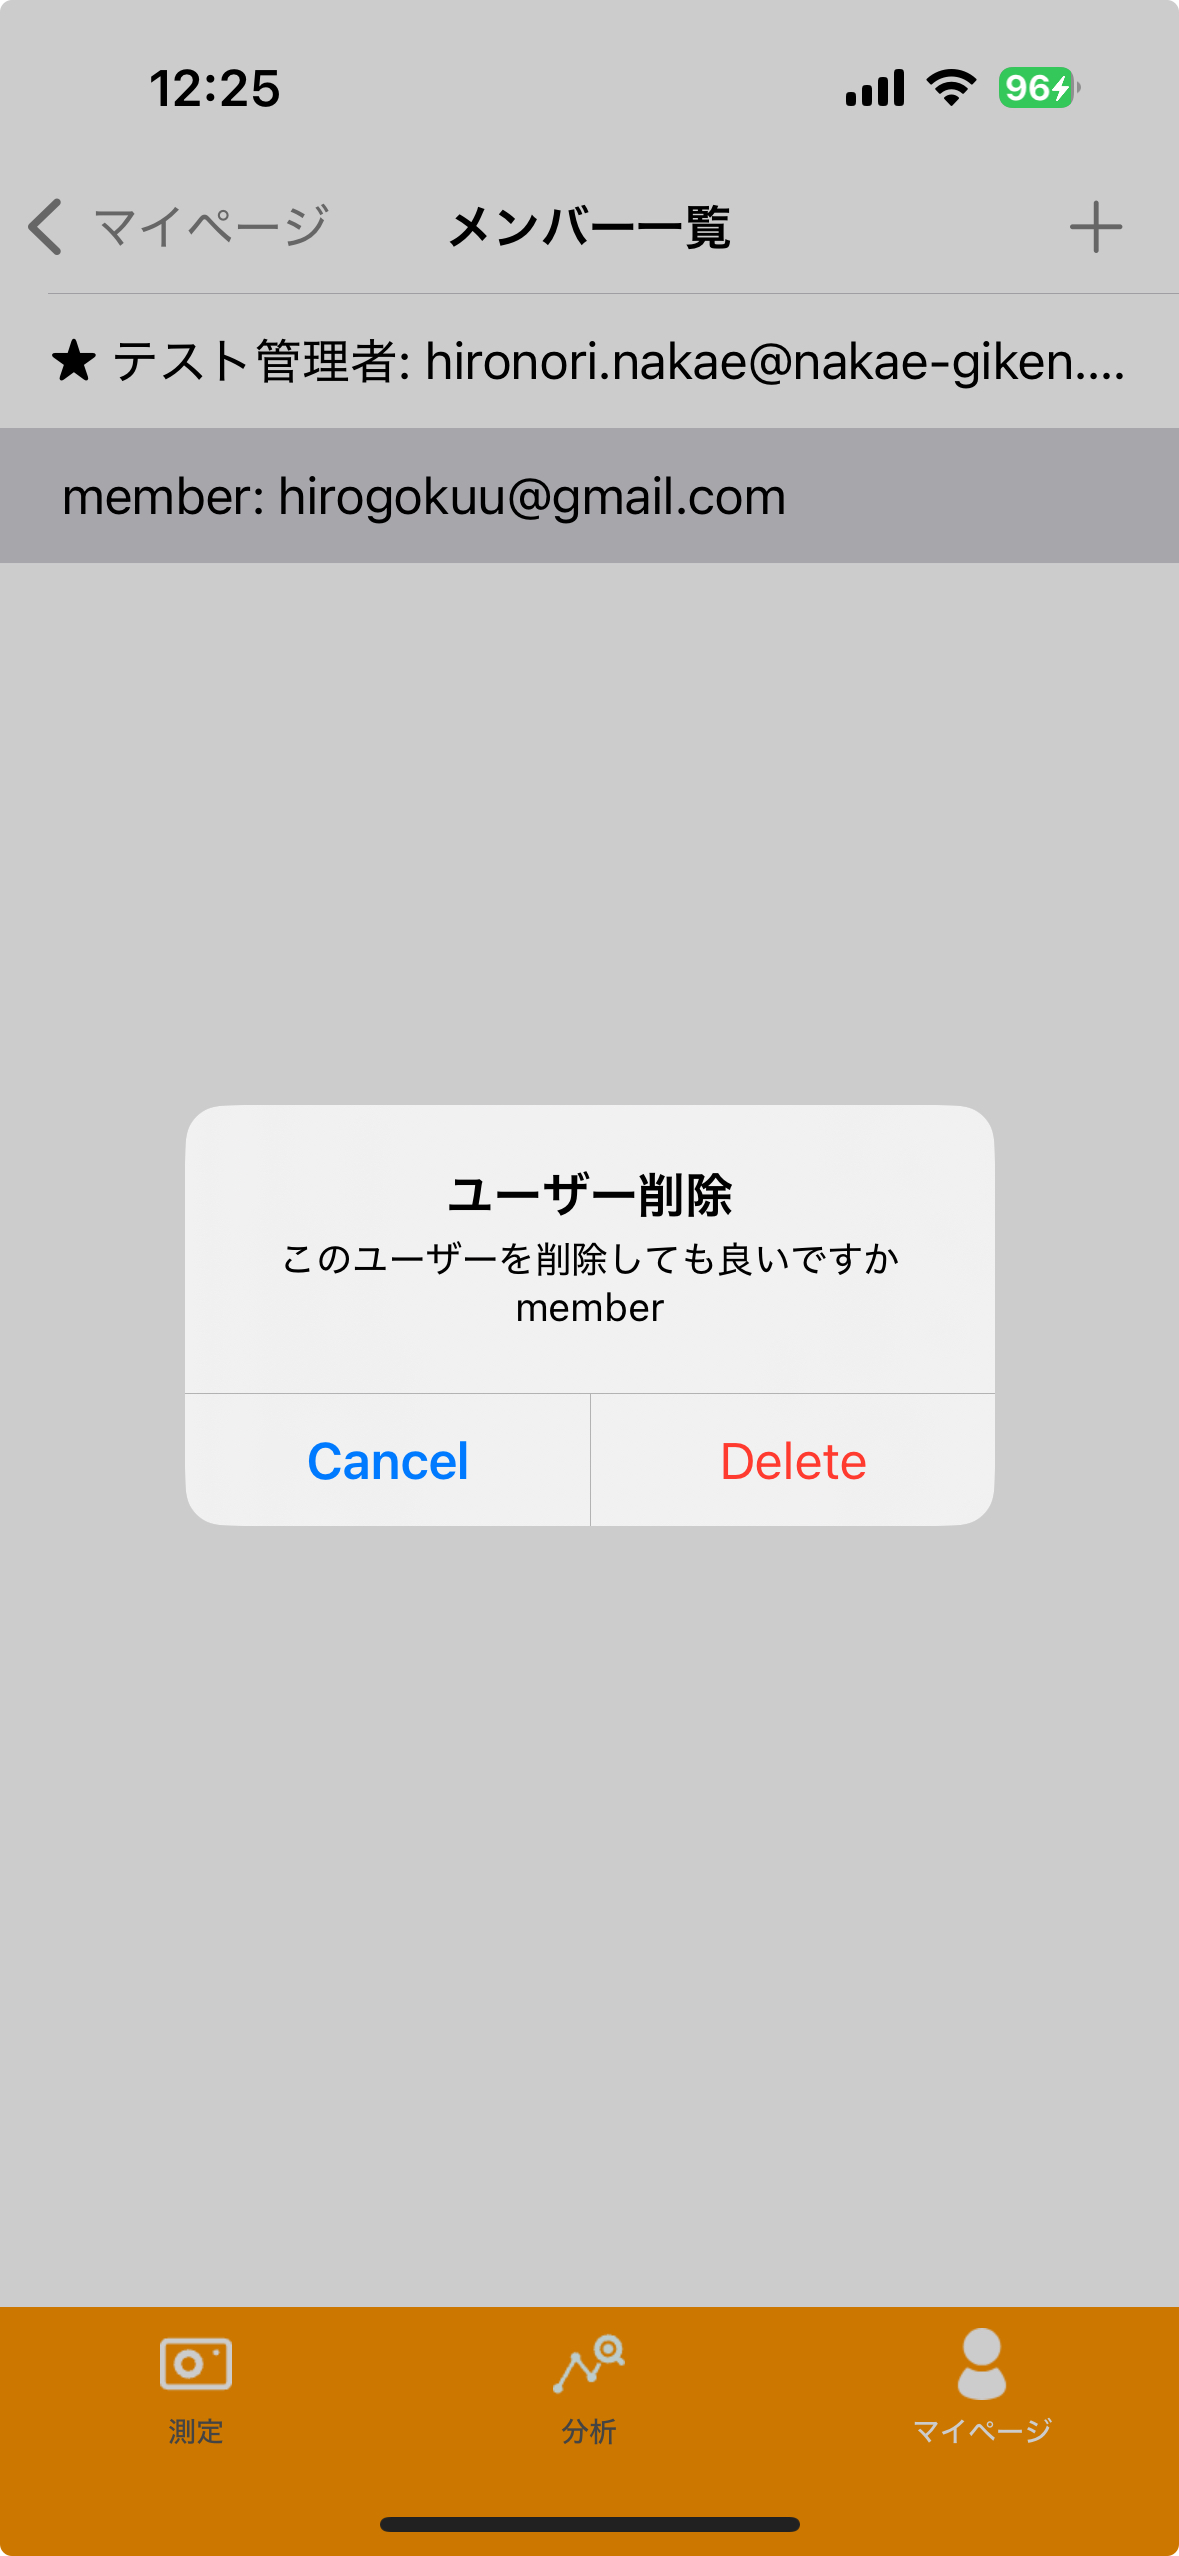 12:25
96
マイページ
メンバー一覧
★ テスト管理者: hironori.nakae@nakae-giken....
member: hirogokuu@gmail.com
ユーザー削除
このユーザーを削除しても良いですか
member
Cancel
Delete
測定
分析
マイページ